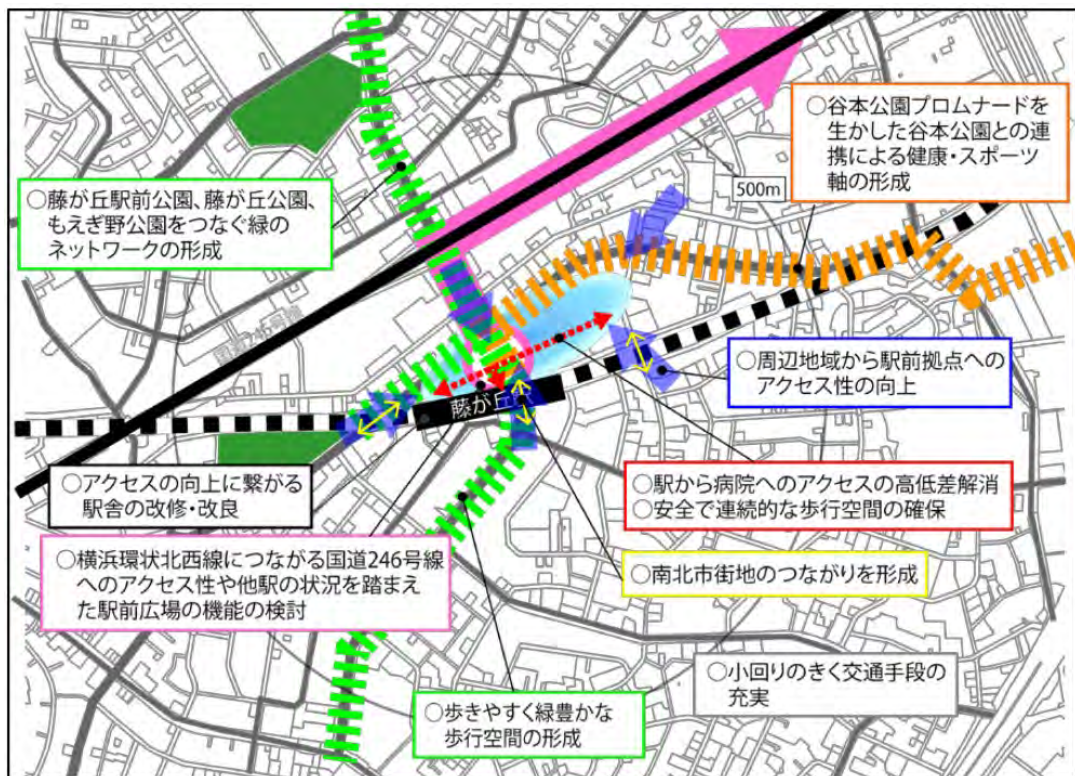 ○谷本公園プロムナードを
生かした谷本公園との連
携による健康・スポーツ
軸の形成
500m
○藤が丘駅前公園、藤が丘公園、
もえぎ野公園をつなぐ緑の
ネットワークの形成
国道246号線
○周辺地域から駅前拠点への
アクセス性の向上
藤が丘
○アクセスの向上に繋がる
駅舎の改修・改良
○駅から病院へのアクセスの高低差解消
○安全で連続的な歩行空間の確保
○横浜環状北西線につながる国道246号線
へのアクセス性や他駅の状況を踏まえ
た駅前広場の機能の検討
○南北市街地のつながりを形成
○小回りのきく交通手段の
充実
○歩きやすく緑豊かな
歩行空間の形成